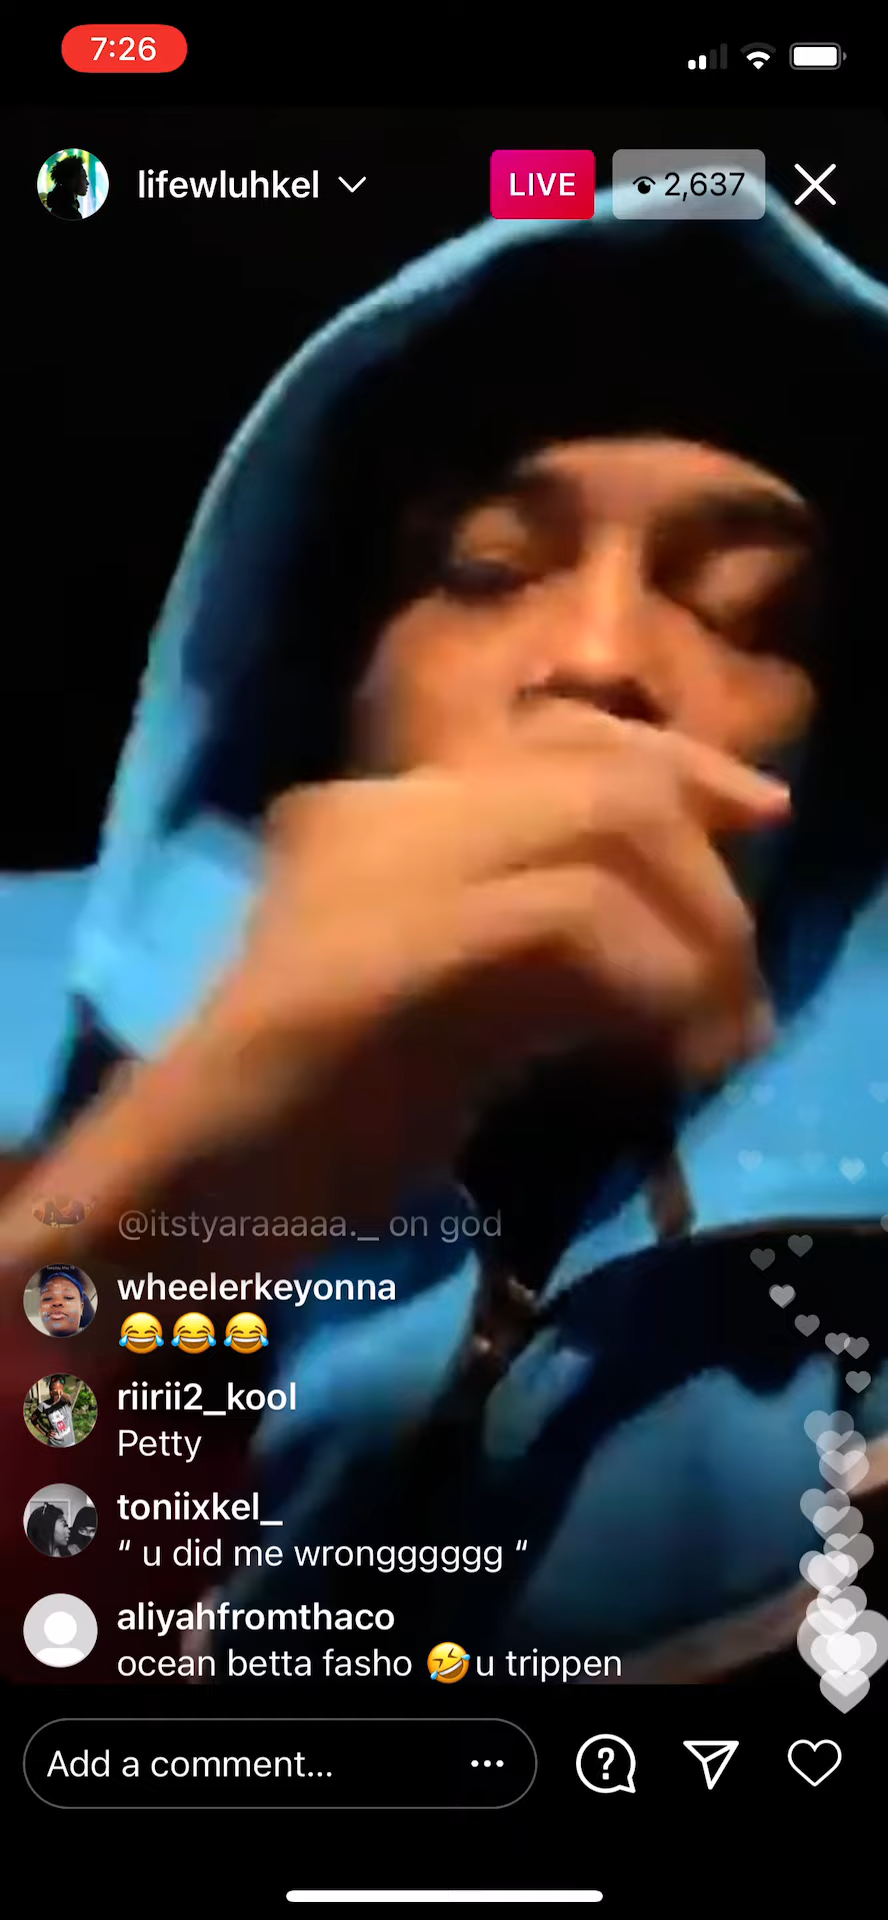 7:26
lifewluhkel
LIVE
2,637
@itstyaraaaaa._ on god
wheelerkeyonna
😂😂😂
riirii2_kool
Petty
toniixkel_
“ u did me wrongggggg “
aliyahfromthaco
ocean betta fasho 🤣u trippen
Add a comment...